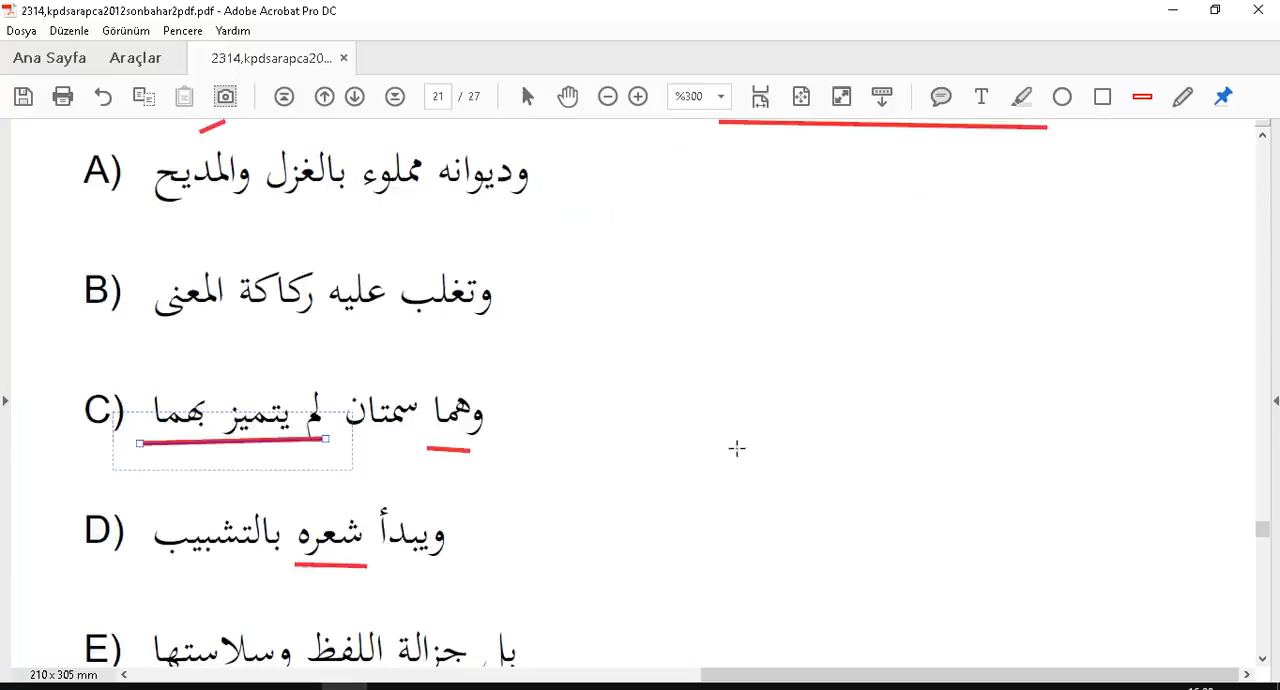 2314,kpdsarapca2012sonbahar2pdf.pdf - Adobe Acrobat Pro DC
Dosya Düzenle Görünüm Pencere Yardım
Ana Sayfa Araçlar 2314,kpdsarapca20... ×
21 / 27 %300
A) وديوانه مملوء بالغزل والمديح
B) وتغلب عليه ركاكة المعنى
C) وهما سمتان لم يتميز بهما
D) ويبدأ شعره بالتشبيب
E) بل جزالة اللفظ وسلاستها
210 x 305 mm